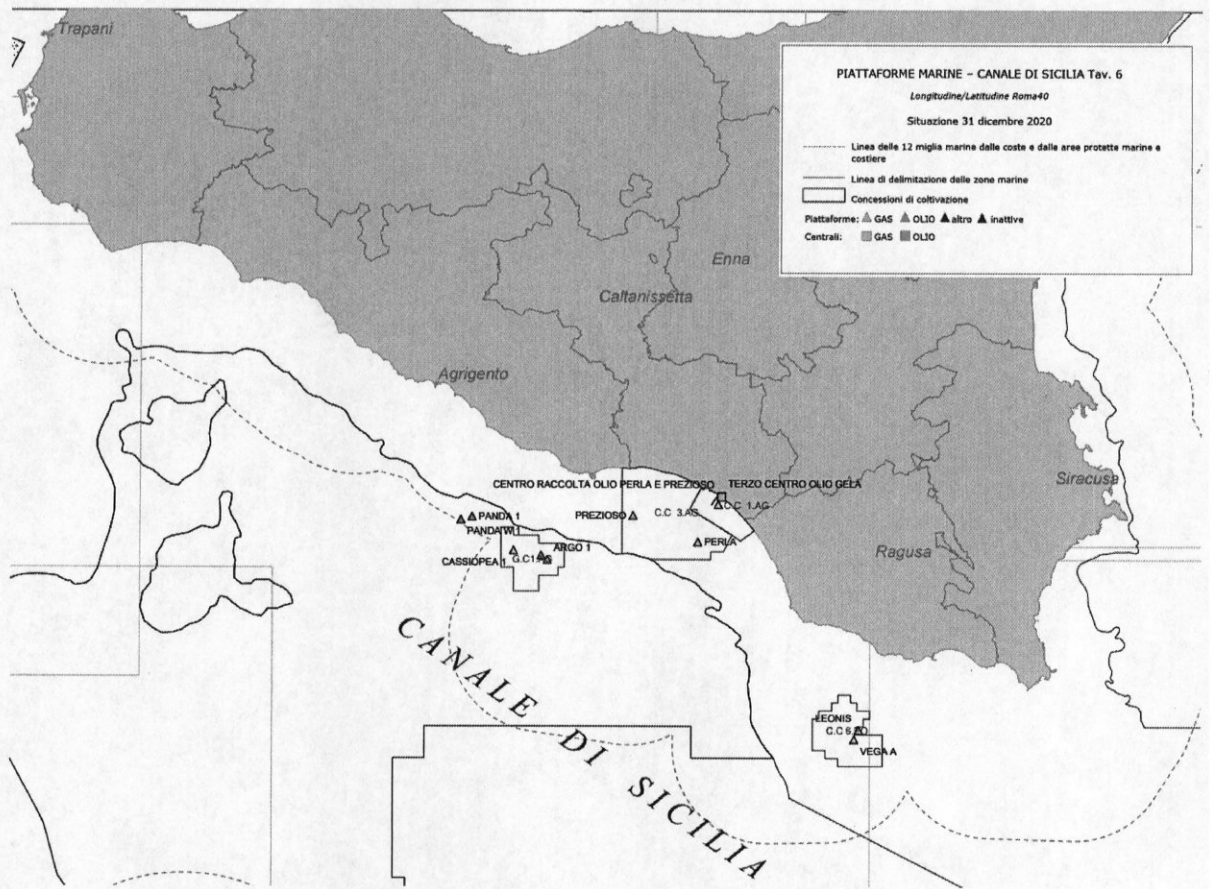 Trapani
PIATTAFORME MARINE – CANALE DI SICILIA Tav. 6
Longitudine/Latitudine Roma40
Situazione 31 dicembre 2020
Linea delle 12 miglia marine dalle coste e dalle aree protette marine e
costiere
Linea di delimitazione delle zone marine
Concessioni di coltivazione
Piattaforme: GAS OLIO altro inattive
Centrali: GAS OLIO
Enna
Caltanissetta
Agrigento
Siracusa
CENTRO RACCOLTA OLIO PERLA E PREZIOSO
TERZO CENTRO OLIO GELA
C.C 1.AG
C.C 3.AG
PREZIOSO
PANDA 1
PANDA W 1
PERLA
ARGO 1
CASSIOPEA 1
Ragusa
CANALE DI SICILIA
LEONIS
VEGA A